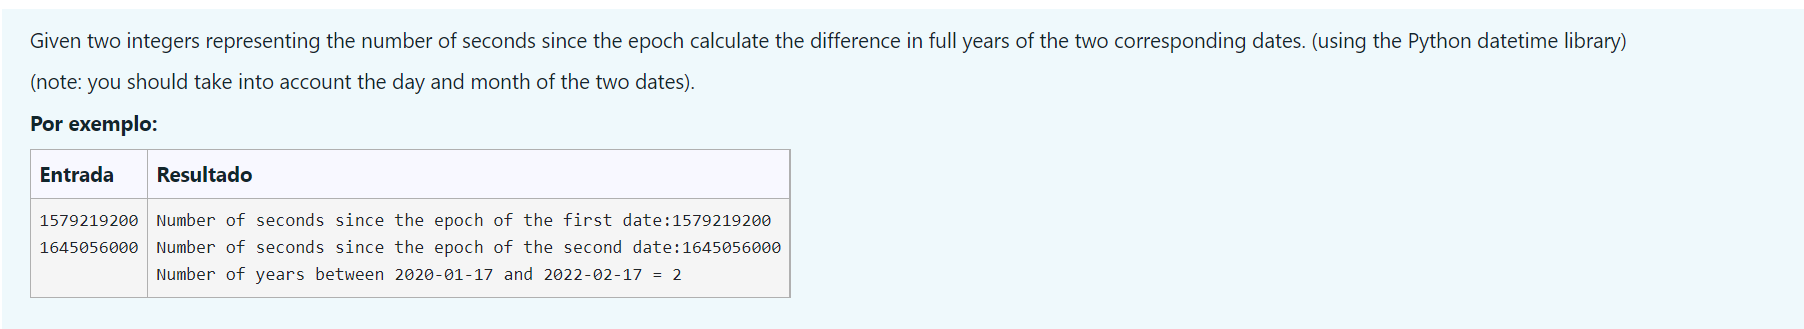 Given two integers representing the number of seconds since the epoch calculate the difference in full years of the two corresponding dates. (using the Python datetime library)
(note: you should take into account the day and month of the two dates).
Por exemplo:
Entrada Resultado
1579219200 Number of seconds since the epoch of the first date:1579219200
1645056000 Number of seconds since the epoch of the second date:1645056000
Number of years between 2020-01-17 and 2022-02-17 = 2